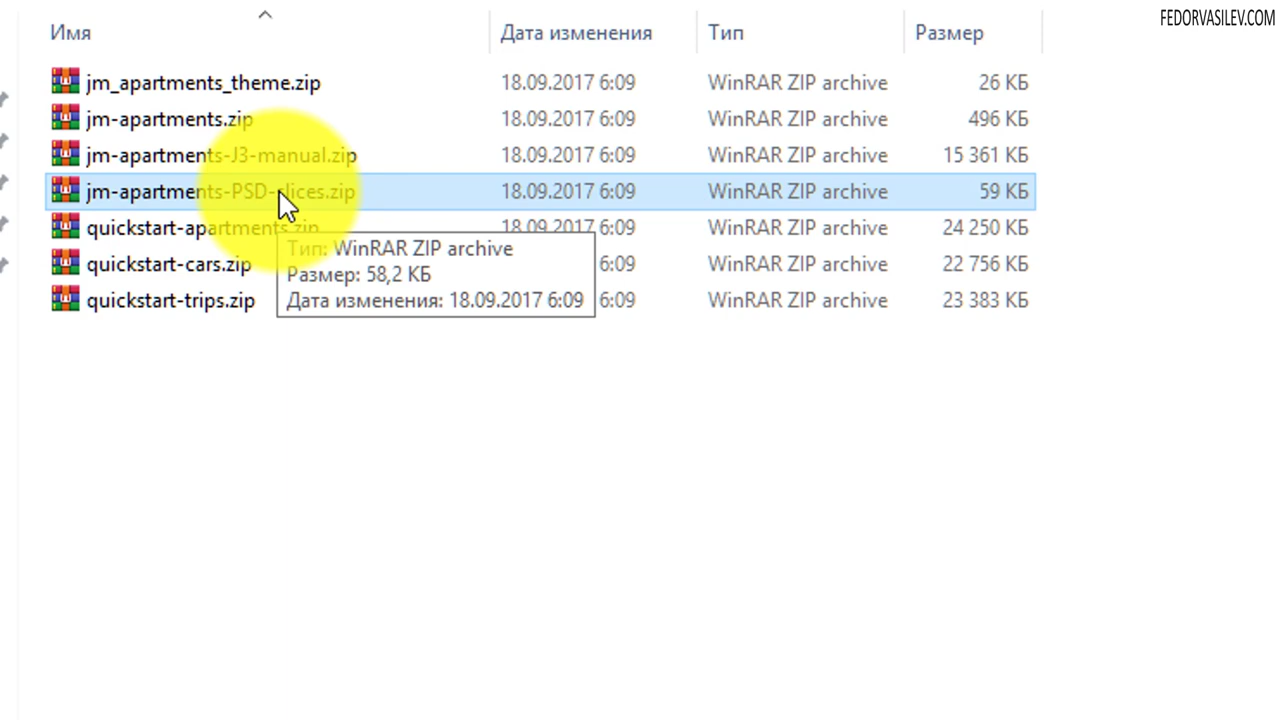 FEDORVASILEV.COM
Имя Дата изменения Тип Размер
jm_apartments_theme.zip 18.09.2017 6:09 WinRAR ZIP archive 26 КБ
jm-apartments.zip 18.09.2017 6:09 WinRAR ZIP archive 496 КБ
jm-apartments-J3-manual.zip 18.09.2017 6:09 WinRAR ZIP archive 15 361 КБ
jm-apartments-PSD-slices.zip 18.09.2017 6:09 WinRAR ZIP archive 59 КБ
quickstart-apartments.zip 18.09.2017 6:09 WinRAR ZIP archive 24 250 КБ
quickstart-cars.zip 6:09 WinRAR ZIP archive 22 756 КБ
quickstart-trips.zip 6:09 WinRAR ZIP archive 23 383 КБ
Тип: WinRAR ZIP archive
Размер: 58,2 КБ
Дата изменения: 18.09.2017 6:09